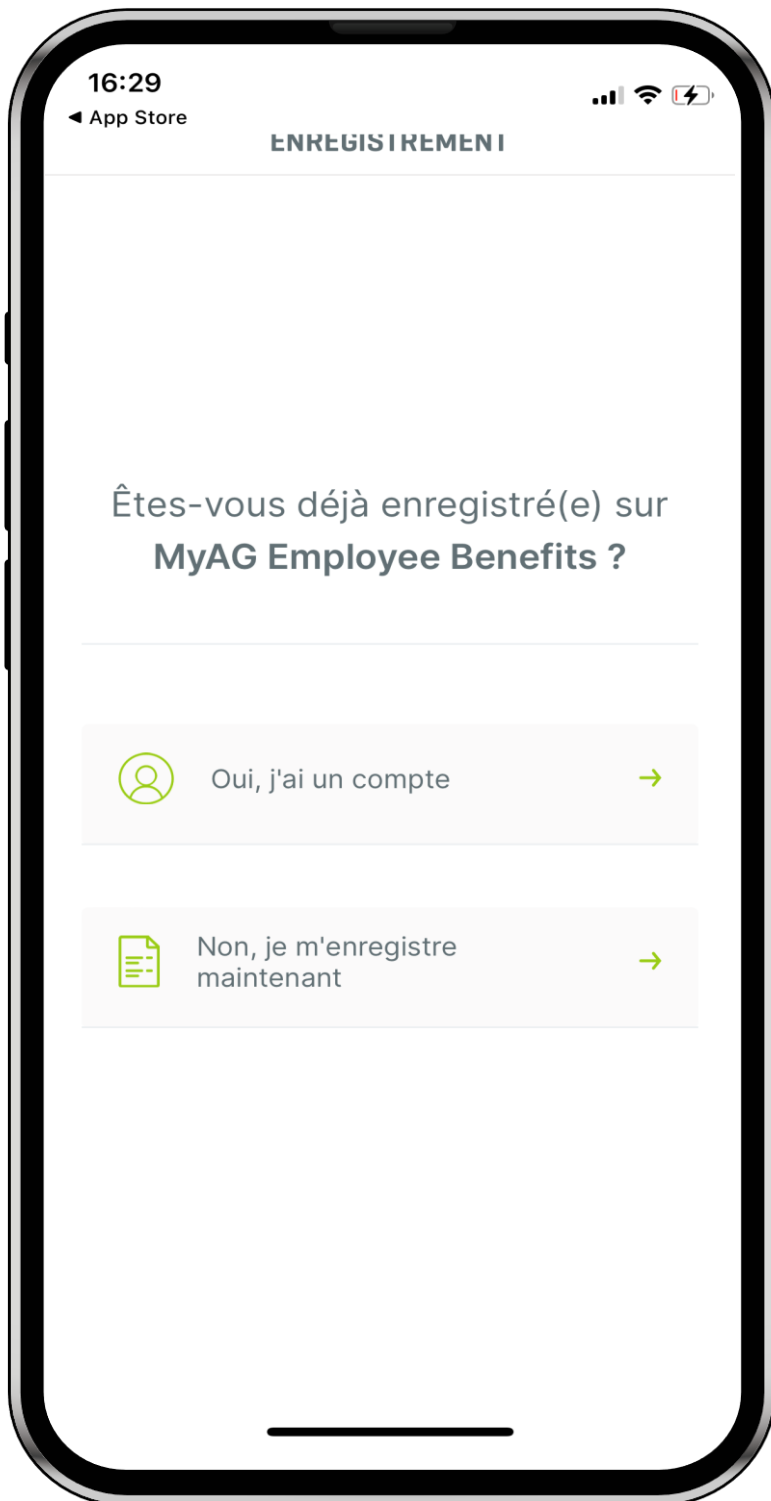 16:29
◀ App Store
ENREGISTREMENT
Êtes-vous déjà enregistré(e) sur
MyAG Employee Benefits ?
Oui, j'ai un compte
Non, je m'enregistre
maintenant